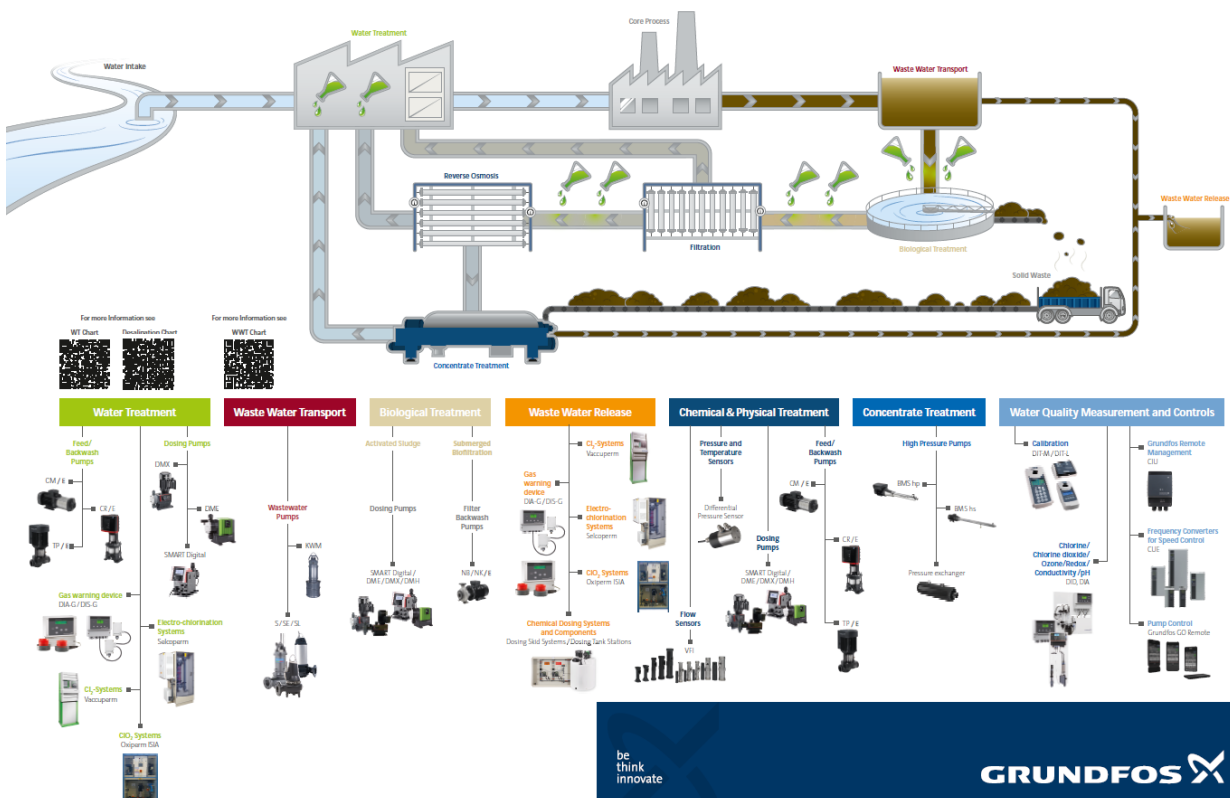 Core Process
Water Treatment
Water Intake
Waste Water Transport
Reverse Osmosis
Waste Water Release
Filtration
Biological Treatment
Solid Waste
For more Information see
For more Information see
WT Chart
Desalination Chart
WWT Chart
Concentrate Treatment
Water Treatment
Feed/
Backwash
Pumps
CM / E
CR / E
TP / E
Dosing Pumps
DMX
DME
SMART Digital
Gas warning device
DIA-G / DIS-G
Electro-chlorination
Systems
Selcoperm
Cl₂-Systems
Vaccuperm
ClO₂ Systems
Oxiperm ISIA
Waste Water Transport
Wastewater
Pumps
KWM
S / SE / SL
Biological Treatment
Activated Sludge
Dosing Pumps
SMART Digital /
DME / DMX / DMH
Submerged
Biofiltration
Filter
Backwash
Pumps
NB / NK / E
Waste Water Release
Cl₂-Systems
Vaccuperm
Gas
warning
device
DIA-G / DIS-G
Electro-
chlorination
Systems
Selcoperm
ClO₂ Systems
Oxiperm ISIA
Chemical Dosing Systems
and Components
Dosing Skid Systems / Dosing Tank Stations
Chemical & Physical Treatment
Pressure and
Temperature
Sensors
Differential
Pressure Sensor
Dosing
Pumps
SMART Digital /
DME / DMX / DMH
Flow
Sensors
VFI
Feed/
Backwash
Pumps
CM / E
CR / E
TP / E
Concentrate Treatment
High Pressure Pumps
BMS hp
BMS hs
Pressure exchanger
Water Quality Measurement and Controls
Calibration
DIT-M / DIT-L
Chlorine/
Chlorine dioxide/
Ozone/Redox/
Conductivity /pH
DID, DIA
Grundfos Remote
Management
CIU
Frequency Converters
for Speed Control
CUE
Pump Control
Grundfos GO Remote
be
think
innovate
GRUNDFOS